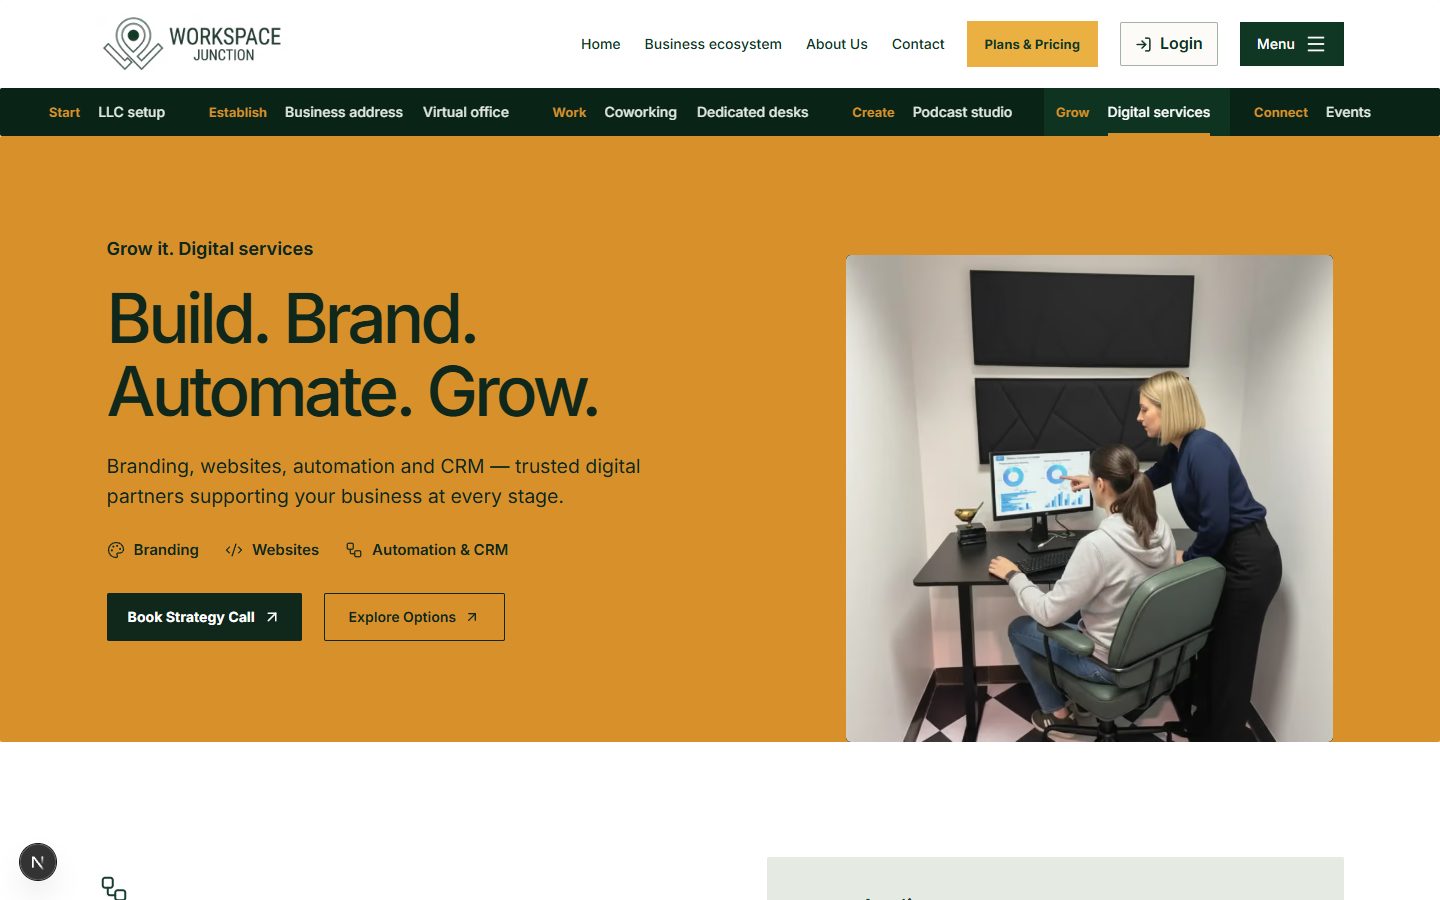 WORKSPACE
JUNCTION
Home Business ecosystem About Us Contact Plans & Pricing Login Menu
Start LLC setup Establish Business address Virtual office Work Coworking Dedicated desks Create Podcast studio Grow Digital services Connect Events
Grow it. Digital services
Build. Brand.
Automate. Grow.
Branding, websites, automation and CRM — trusted digital
partners supporting your business at every stage.
Branding Websites Automation & CRM
Book Strategy Call Explore Options
N